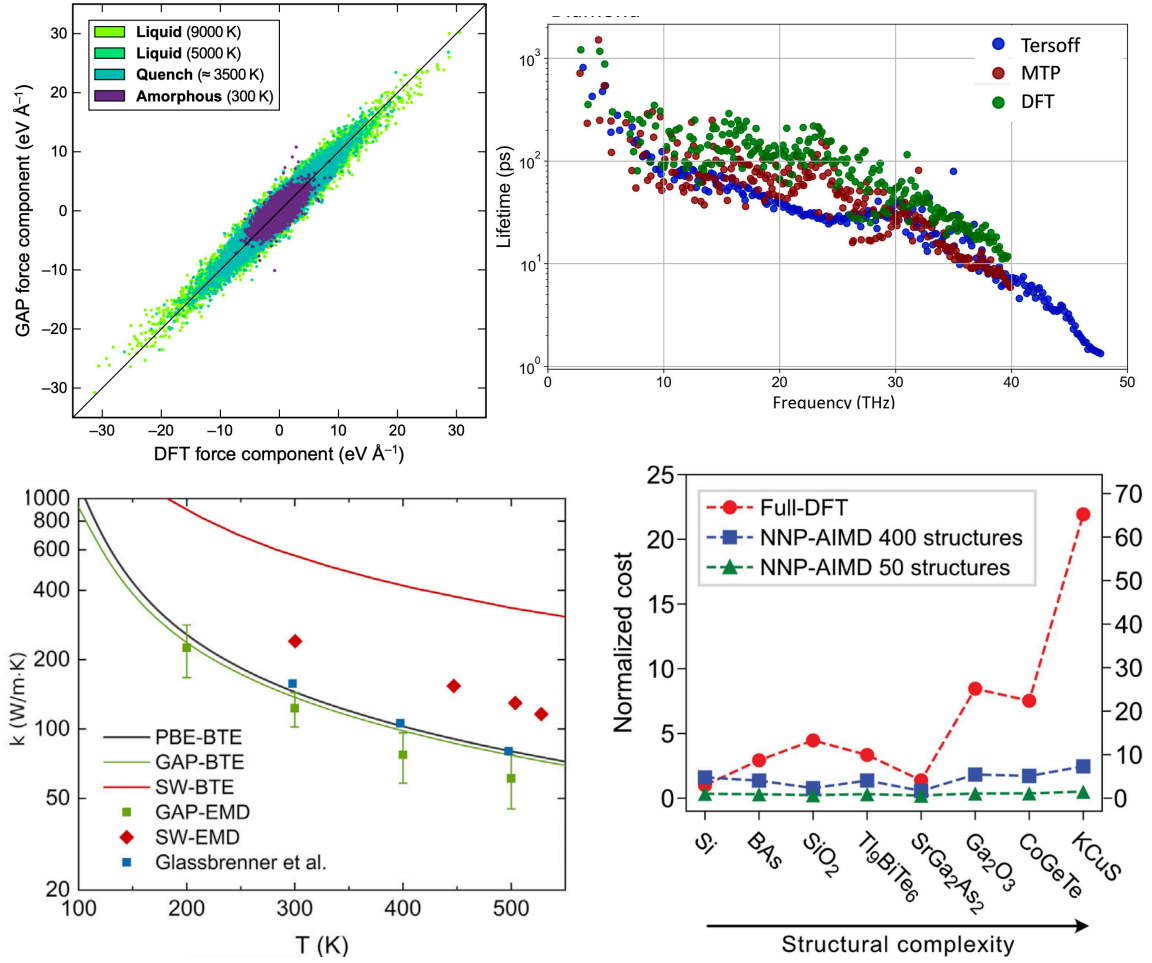 Liquid (9000 K)
Liquid (5000 K)
Quench (≈ 3500 K)
Amorphous (300 K)
GAP force component (eV Å⁻¹)
30
20
10
0
−10
−20
−30
−30 −20 −10 0 10 20 30
DFT force component (eV Å⁻¹)
Tersoff
MTP
DFT
Lifetime (ps)
10³
10²
10¹
10⁰
0 10 20 30 40 50
Frequency (THz)
k (W/m·K)
1000
800
600
400
200
100
50
20
PBE-BTE
GAP-BTE
SW-BTE
GAP-EMD
SW-EMD
Glassbrenner et al.
100 200 300 400 500
T (K)
Full-DFT
NNP-AIMD 400 structures
NNP-AIMD 50 structures
Normalized cost
25
20
15
10
5
0
70
60
50
40
30
20
10
0
Si BAs SiO₂ Tl₉BiTe₆ SrGa₂As₂ Ga₂O₃ CoGeTe KCuS
Structural complexity